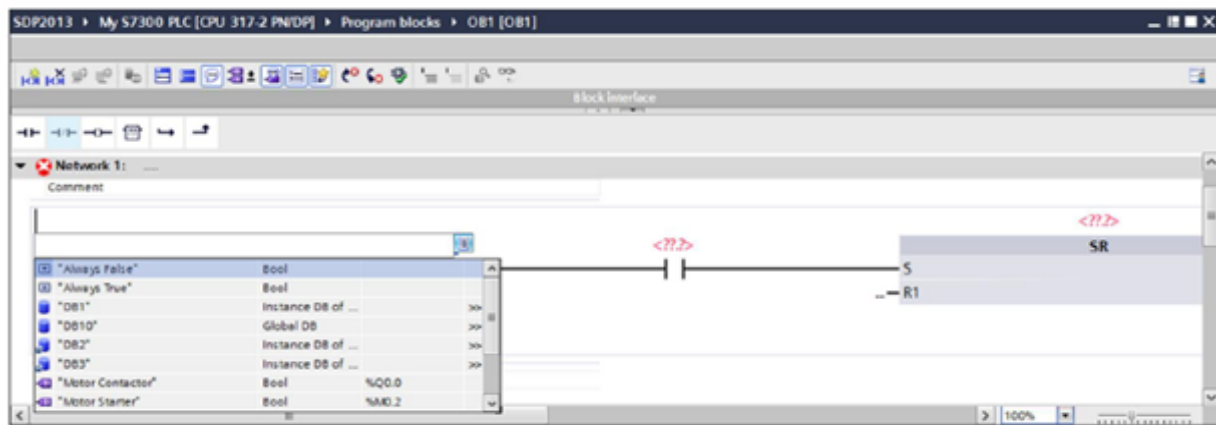 SDP2013 ▸ My S7300 PLC [CPU 317-2 PN/DP] ▸ Program blocks ▸ OB1 [OB1]
Block interface
Network 1: ....
Comment
<??.?>
<??.?>
SR
"Always False" Bool
S
... R1
"Always True" Bool
"DB1" Instance DB of ... >>
"DB10" Global DB >>
"DB2" Instance DB of ... >>
"DB3" Instance DB of ... >>
"Motor Contactor" Bool %Q0.0
"Motor Starter" Bool %M0.2
100%